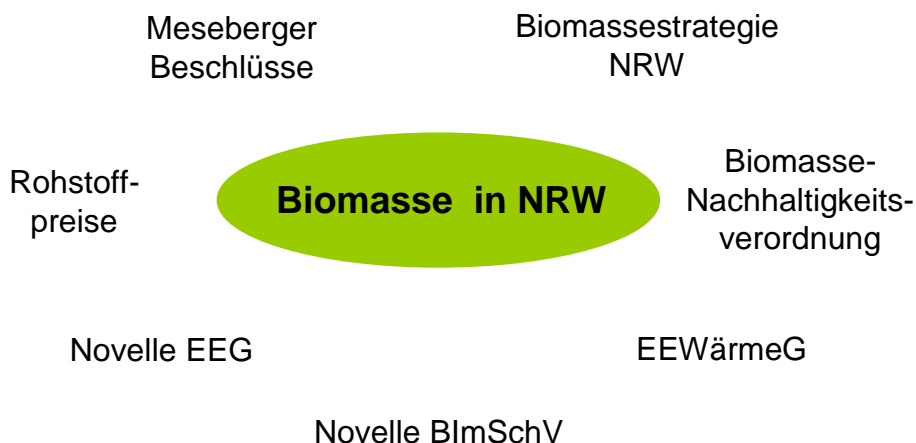 Meseberger
Beschlüsse
Biomassestrategie
NRW
Rohstoff-
preise
Biomasse in NRW
Biomasse-
Nachhaltigkeits-
verordnung
Novelle EEG
EEWärmeG
Novelle BImSchV